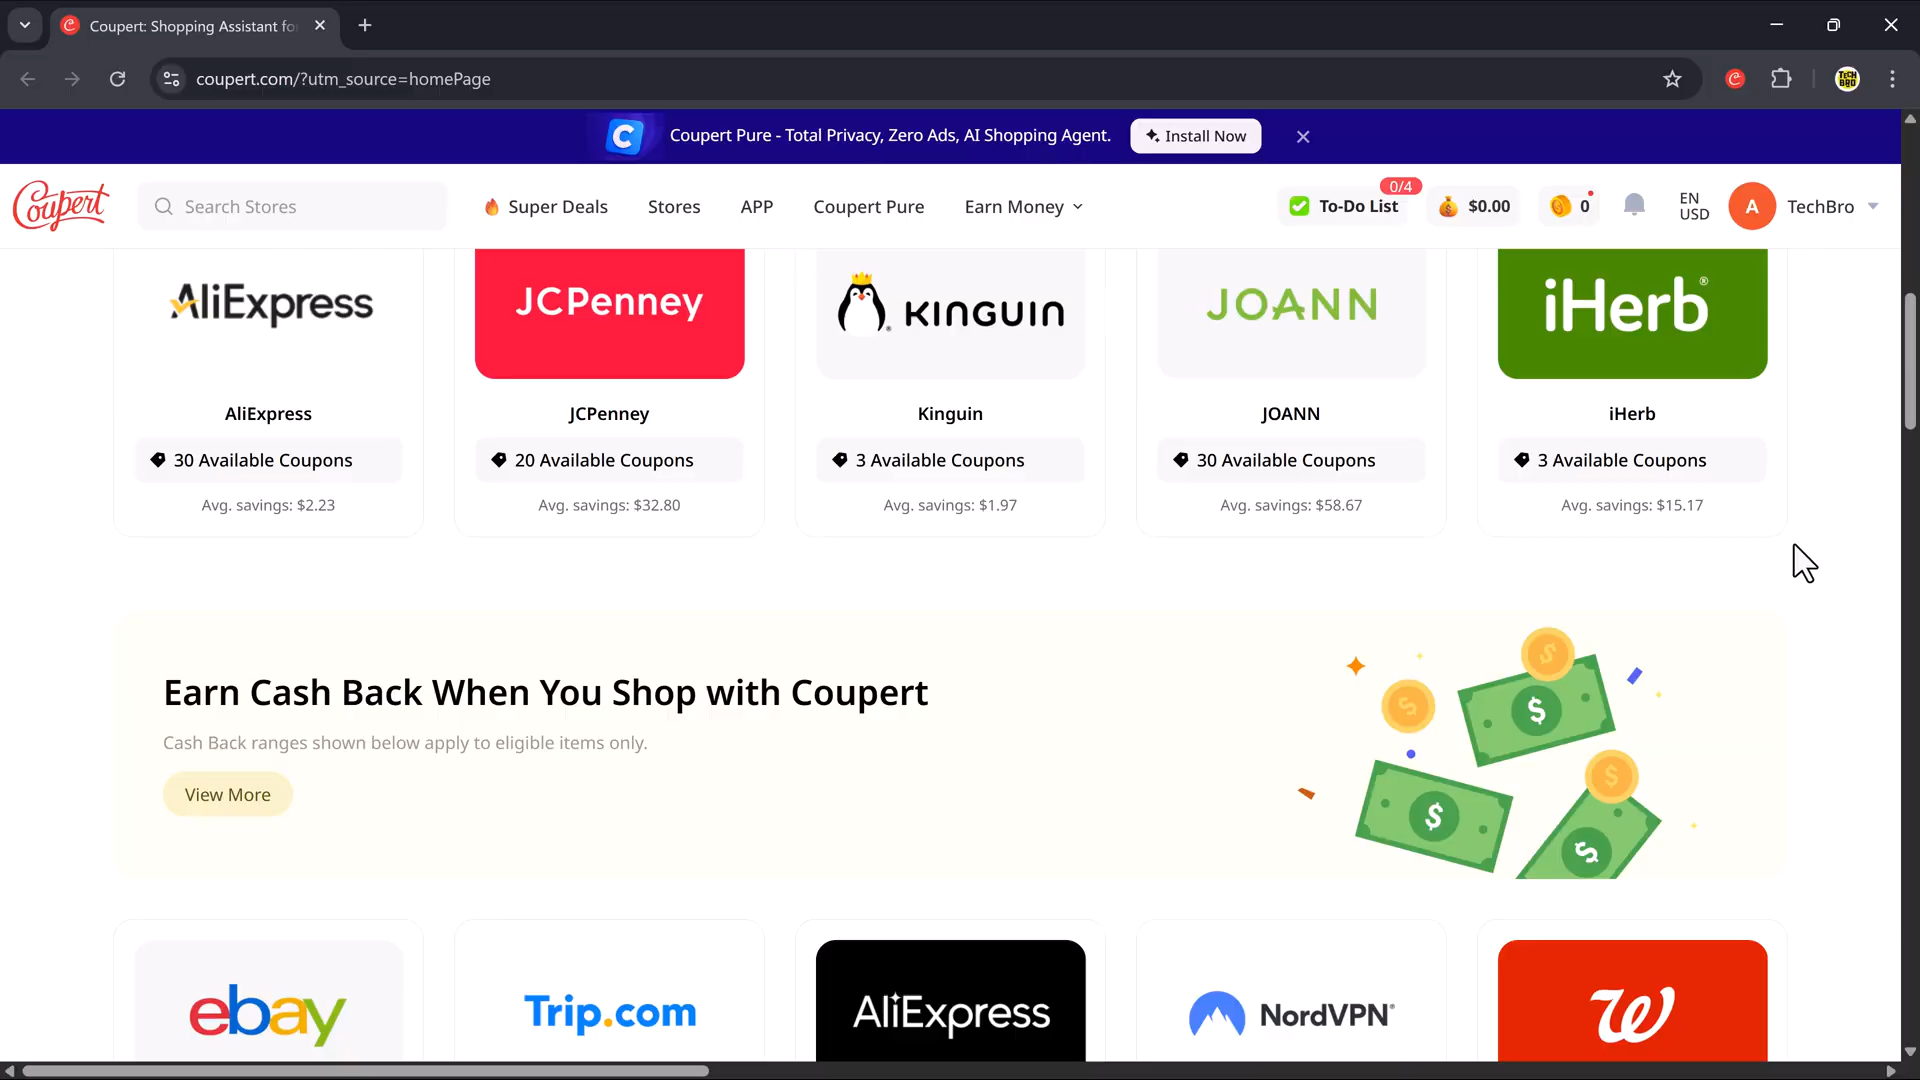 Coupert: Shopping Assistant fo
coupert.com/?utm_source=homePage
TECH
BRO
C
Coupert Pure - Total Privacy, Zero Ads, AI Shopping Agent.
Install Now
Coupert
Search Stores
Super Deals
Stores
APP
Coupert Pure
Earn Money
0/4
To-Do List
$0.00
0
EN
USD
A
TechBro
AliExpress
JCPenney
KINGUIN
JOANN
iHerb®
AliExpress
JCPenney
Kinguin
JOANN
iHerb
30 Available Coupons
20 Available Coupons
3 Available Coupons
30 Available Coupons
3 Available Coupons
Avg. savings: $2.23
Avg. savings: $32.80
Avg. savings: $1.97
Avg. savings: $58.67
Avg. savings: $15.17
Earn Cash Back When You Shop with Coupert
Cash Back ranges shown below apply to eligible items only.
View More
ebay
Trip.com
AliExpress
NordVPN®
W